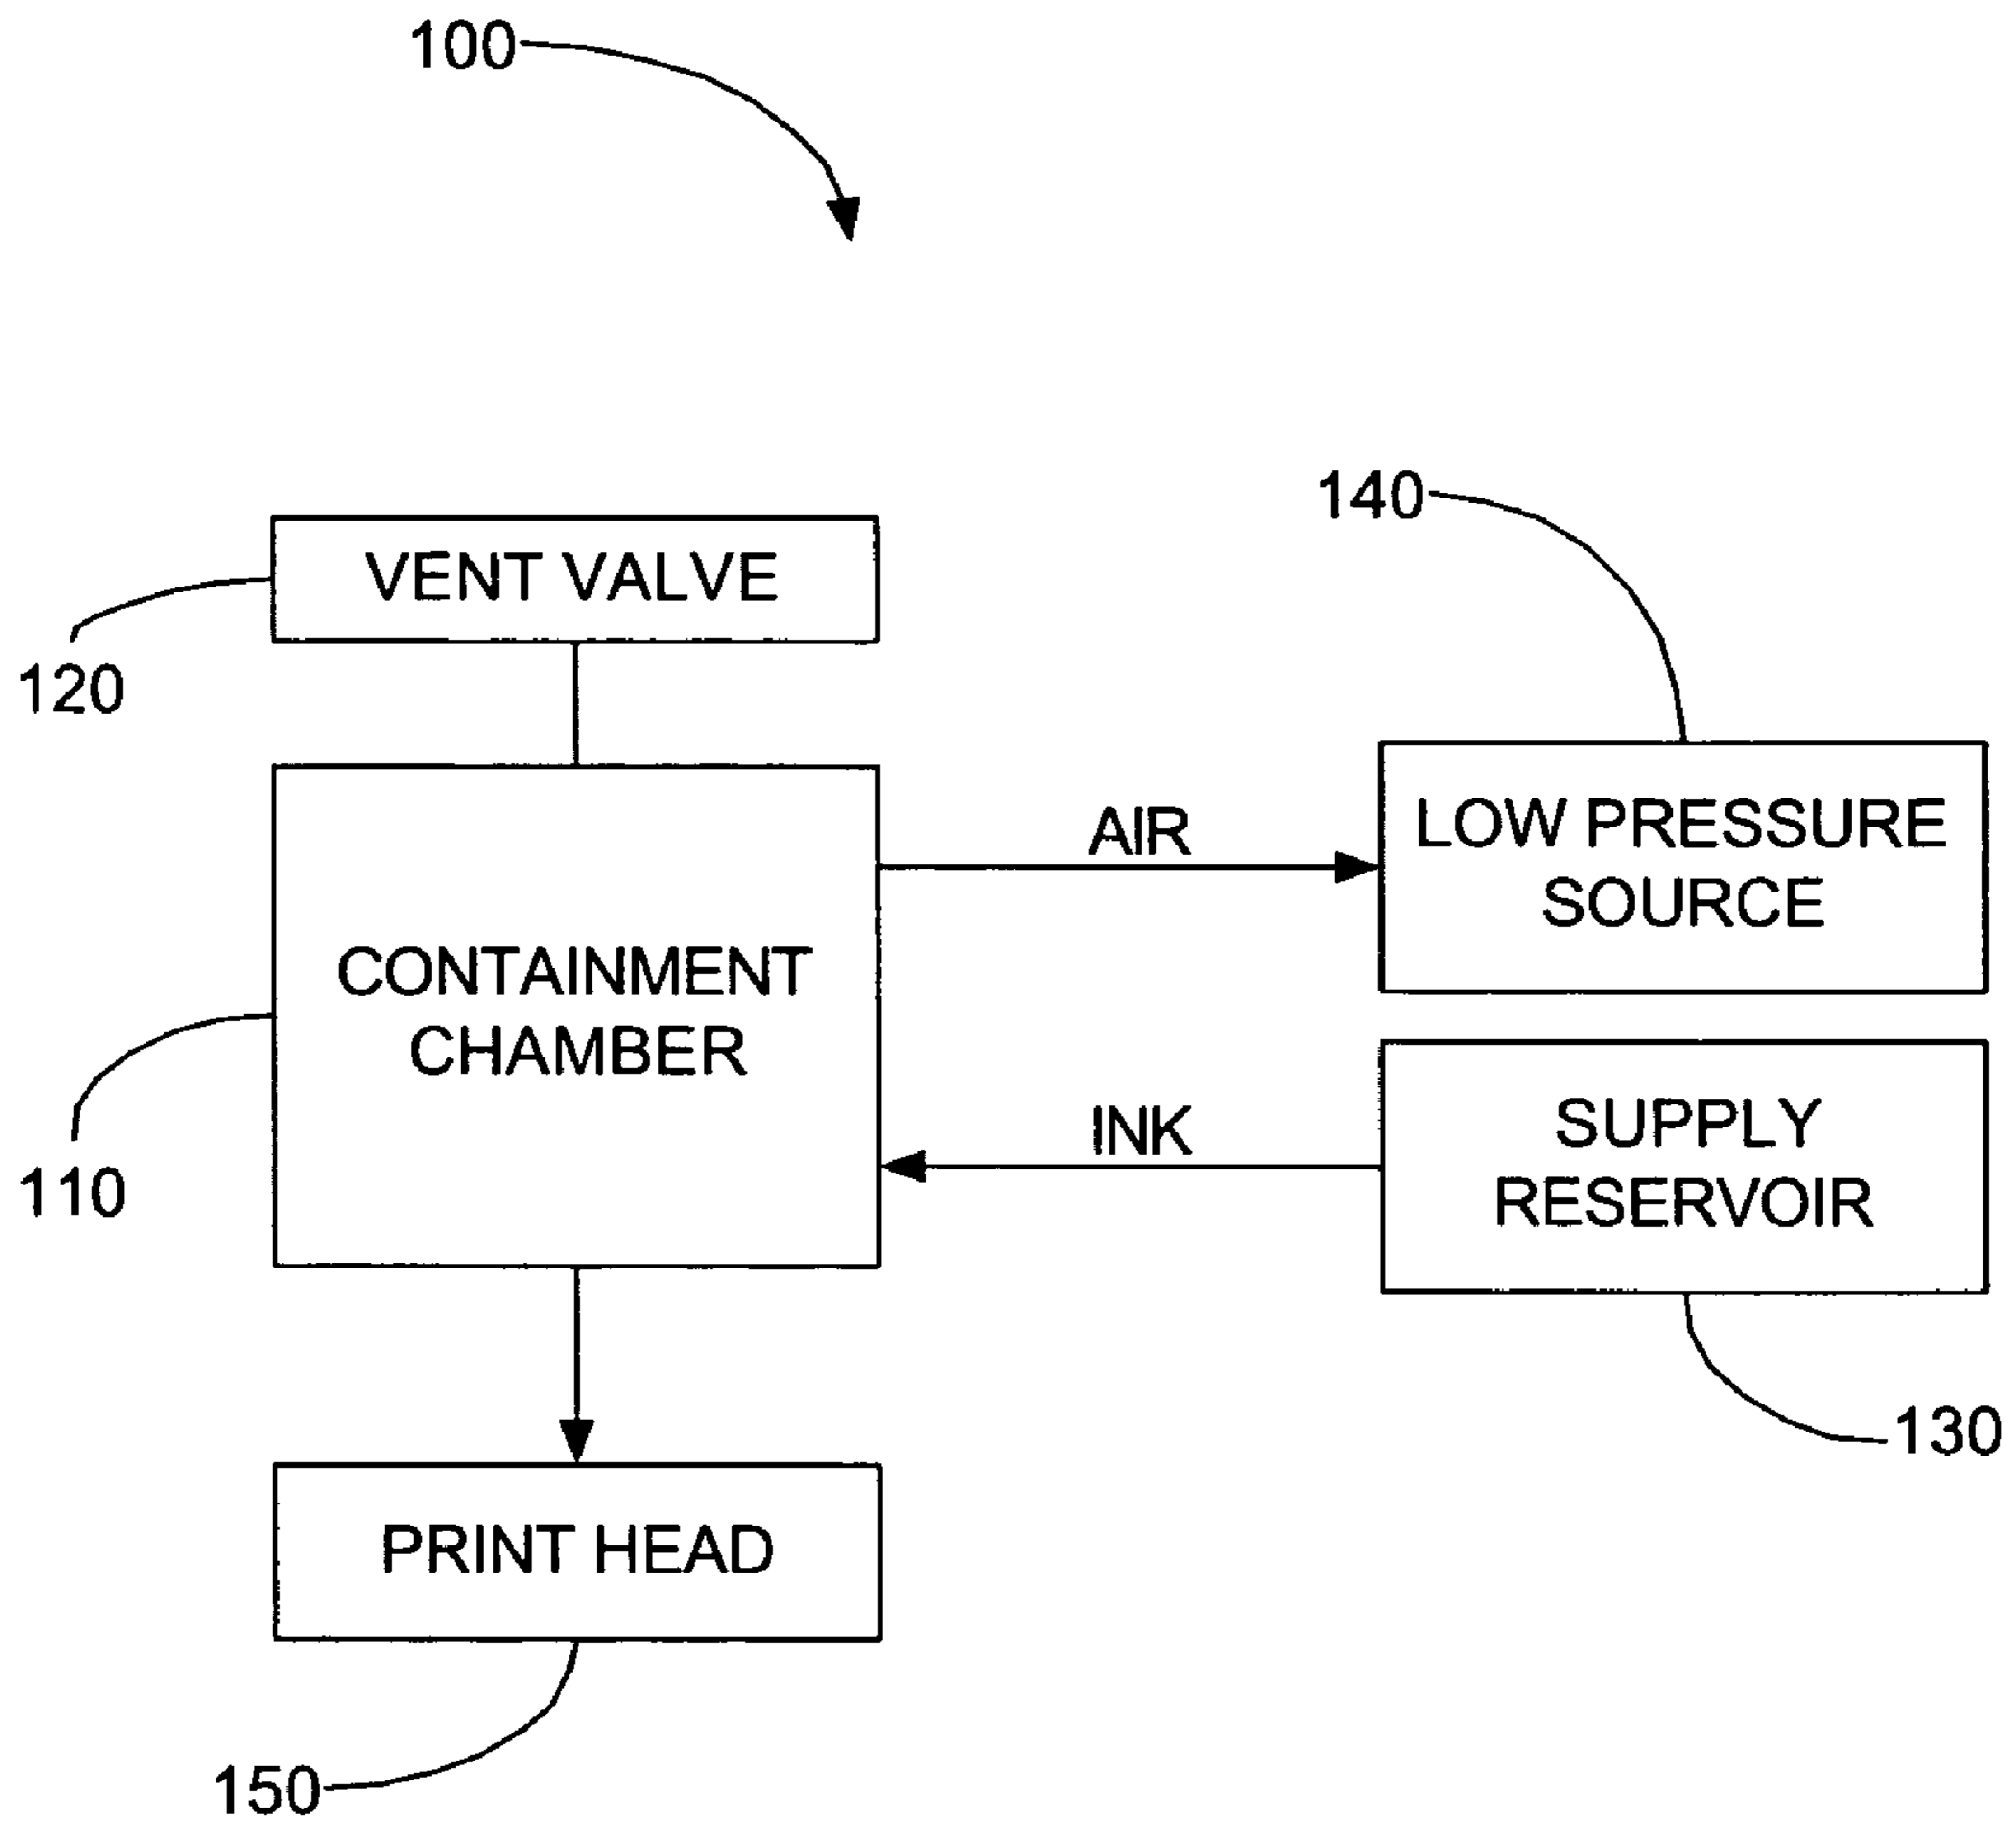 100
140
VENT VALVE
120
LOW PRESSURE
SOURCE
AIR
CONTAINMENT
CHAMBER
110
INK
SUPPLY
RESERVOIR
130
PRINT HEAD
150